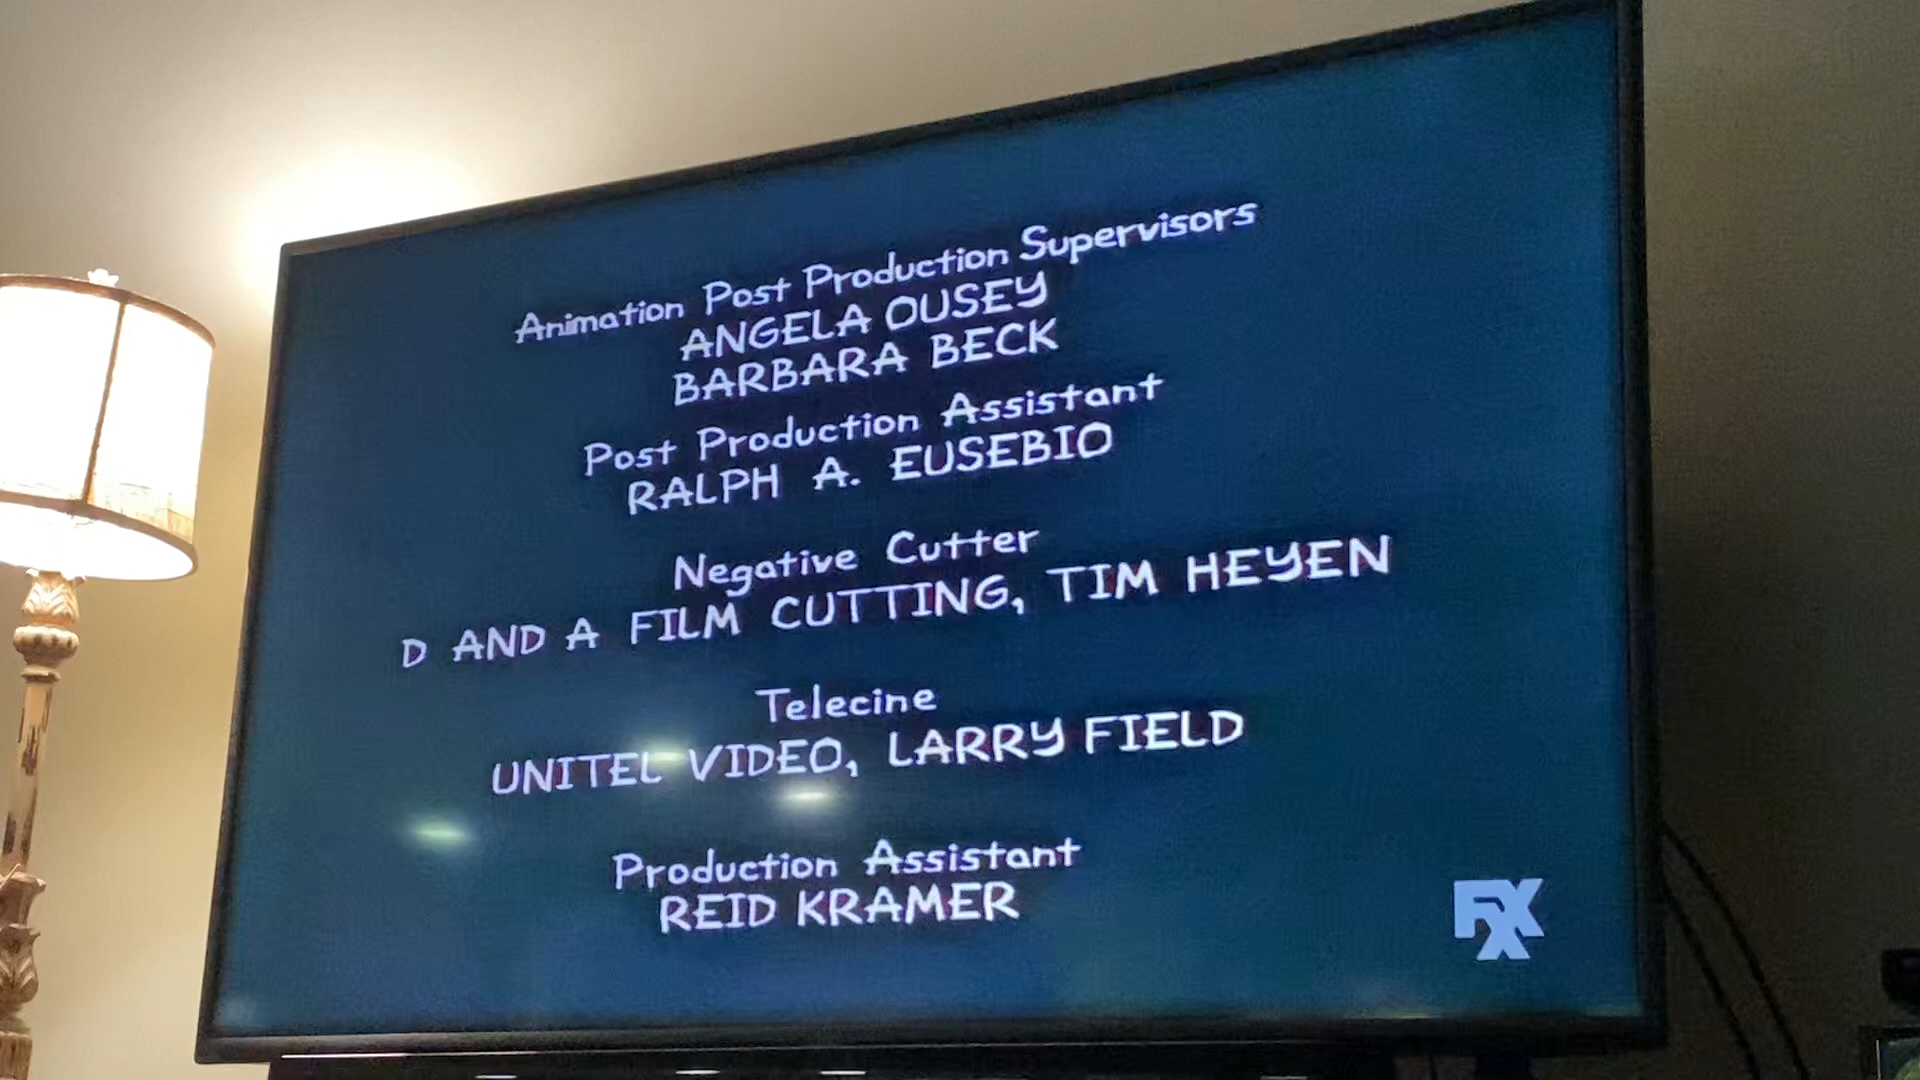 Animation Post Production Supervisors
ANGELA OUSEY
BARBARA BECK
Post Production Assistant
RALPH A. EUSEBIO
Negative Cutter
D AND A FILM CUTTING, TIM HEYEN
Telecine
UNITEL VIDEO, LARRY FIELD
Production Assistant
REID KRAMER
FXX